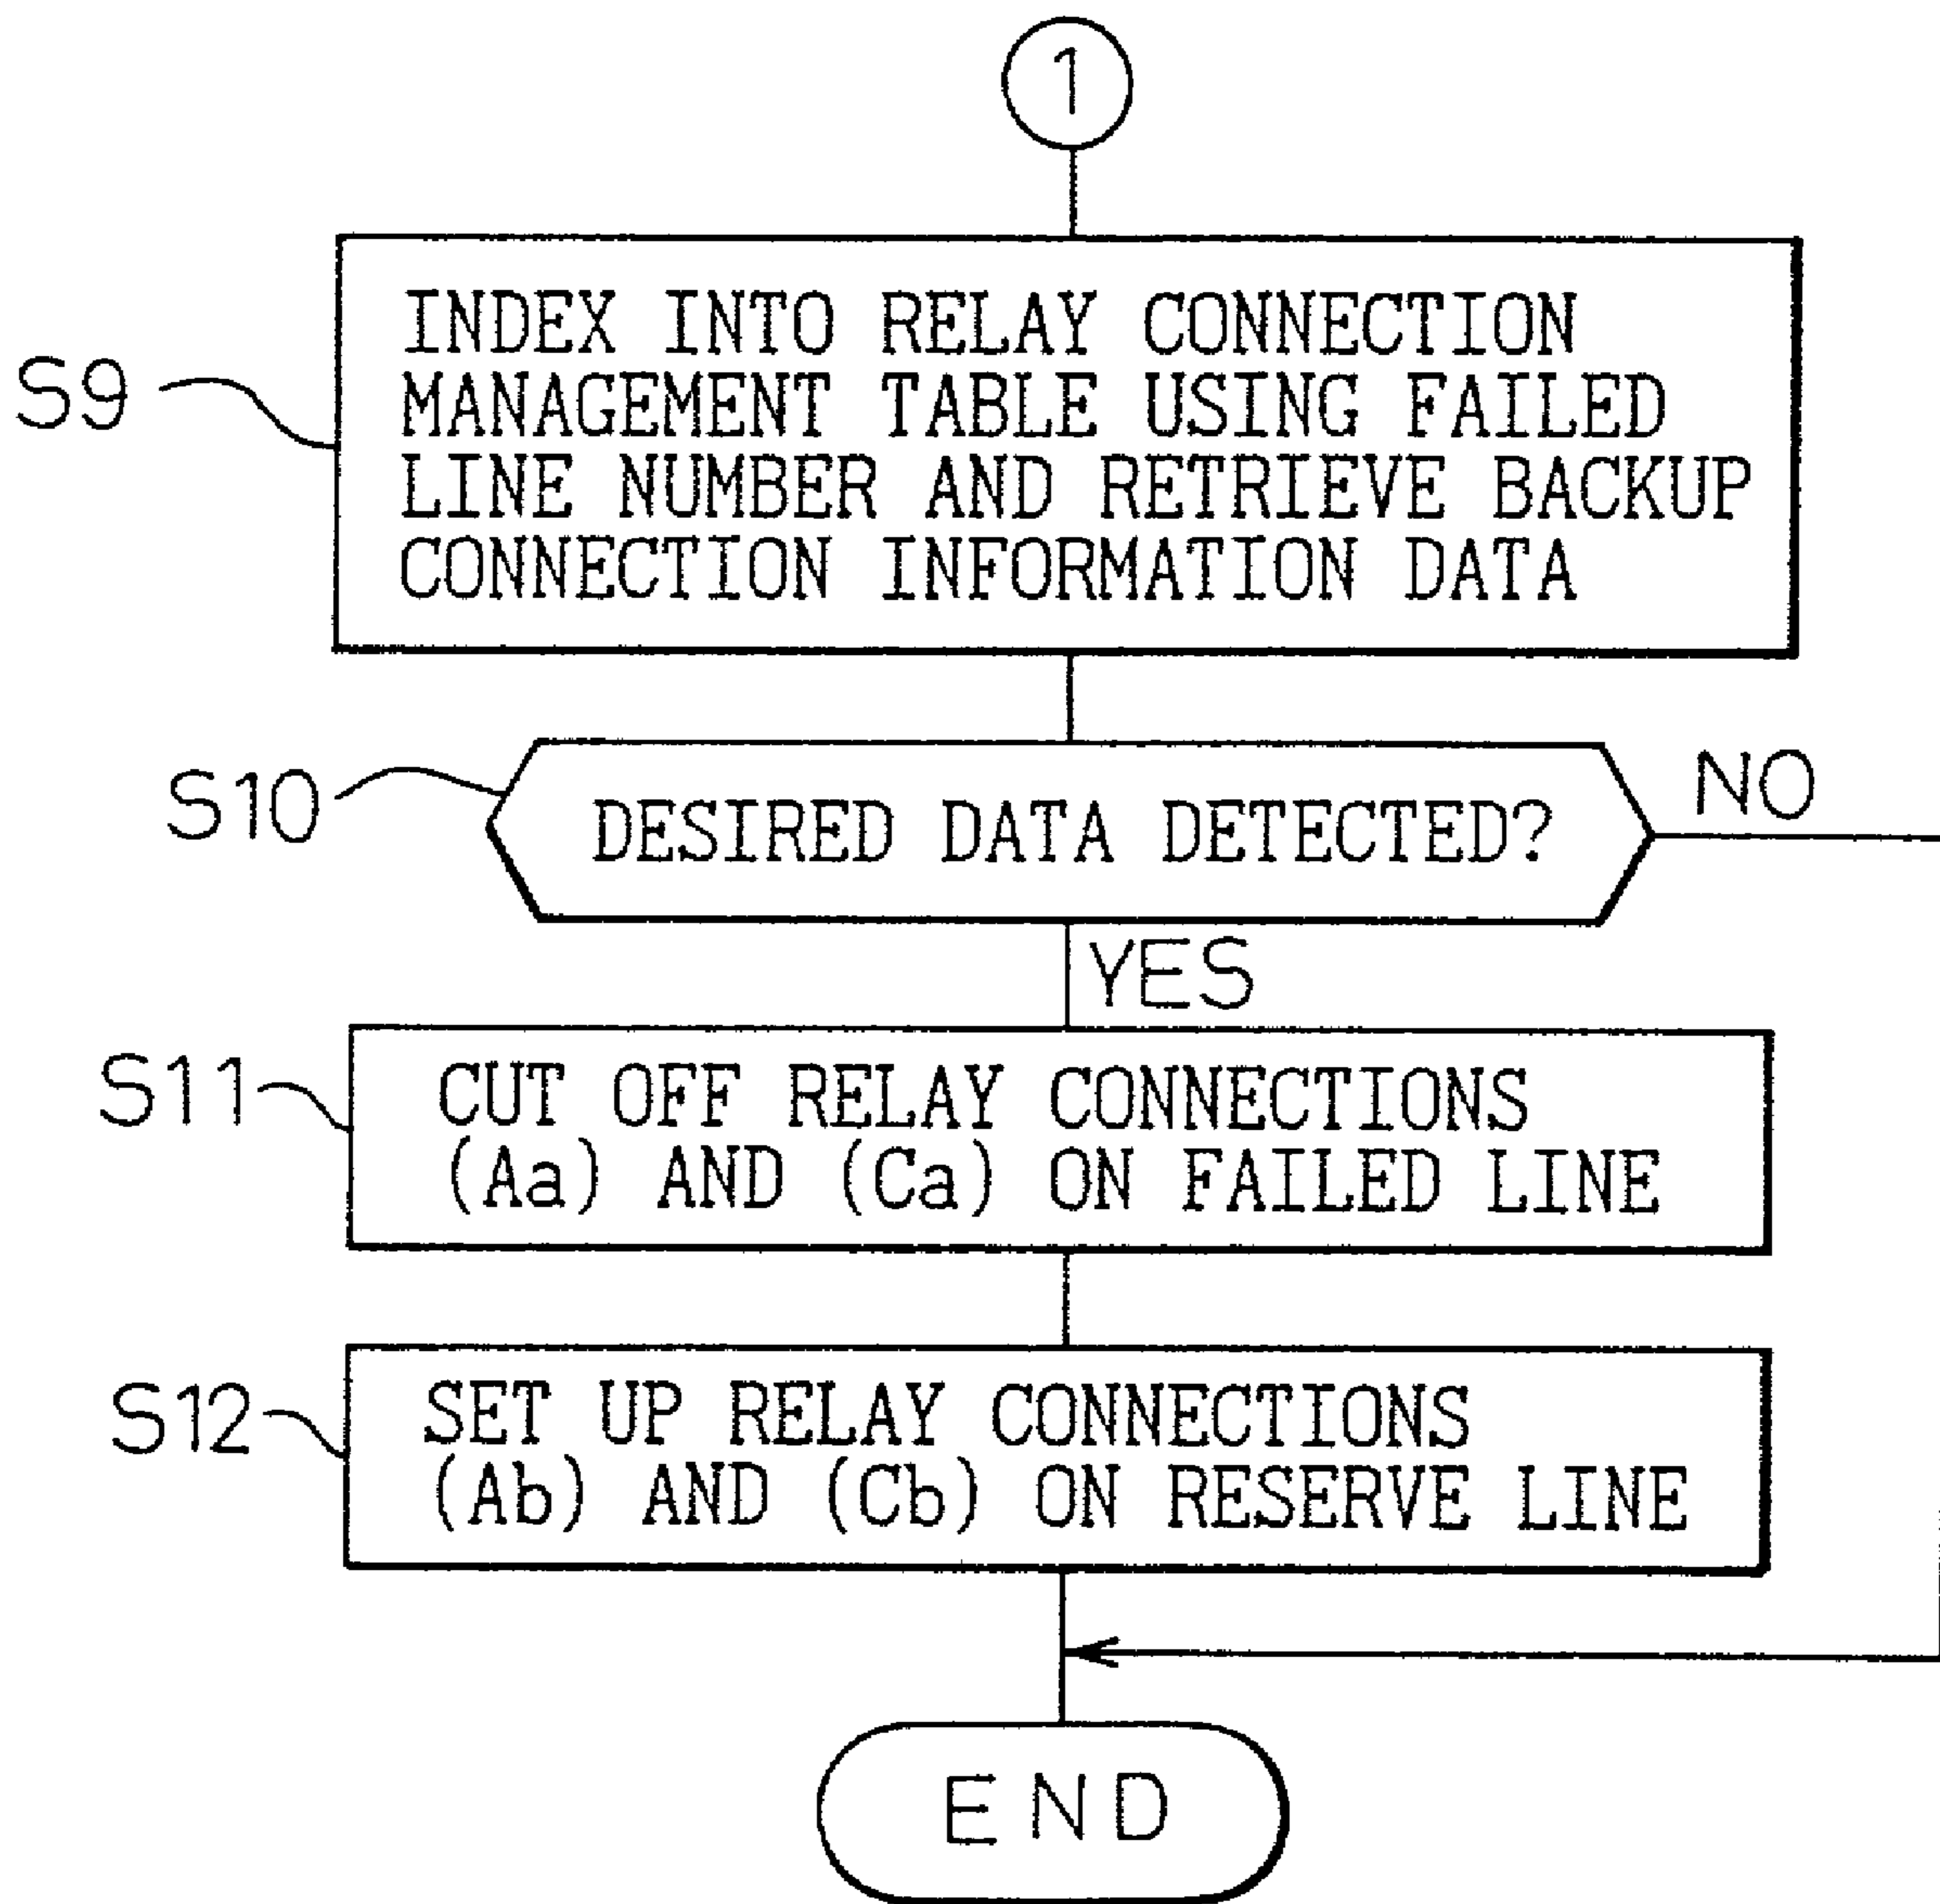 1
S9
INDEX INTO RELAY CONNECTION
MANAGEMENT TABLE USING FAILED
LINE NUMBER AND RETRIEVE BACKUP
CONNECTION INFORMATION DATA
S10
DESIRED DATA DETECTED?
NO
YES
S11
CUT OFF RELAY CONNECTIONS
(Aa) AND (Ca) ON FAILED LINE
S12
SET UP RELAY CONNECTIONS
(Ab) AND (Cb) ON RESERVE LINE
END